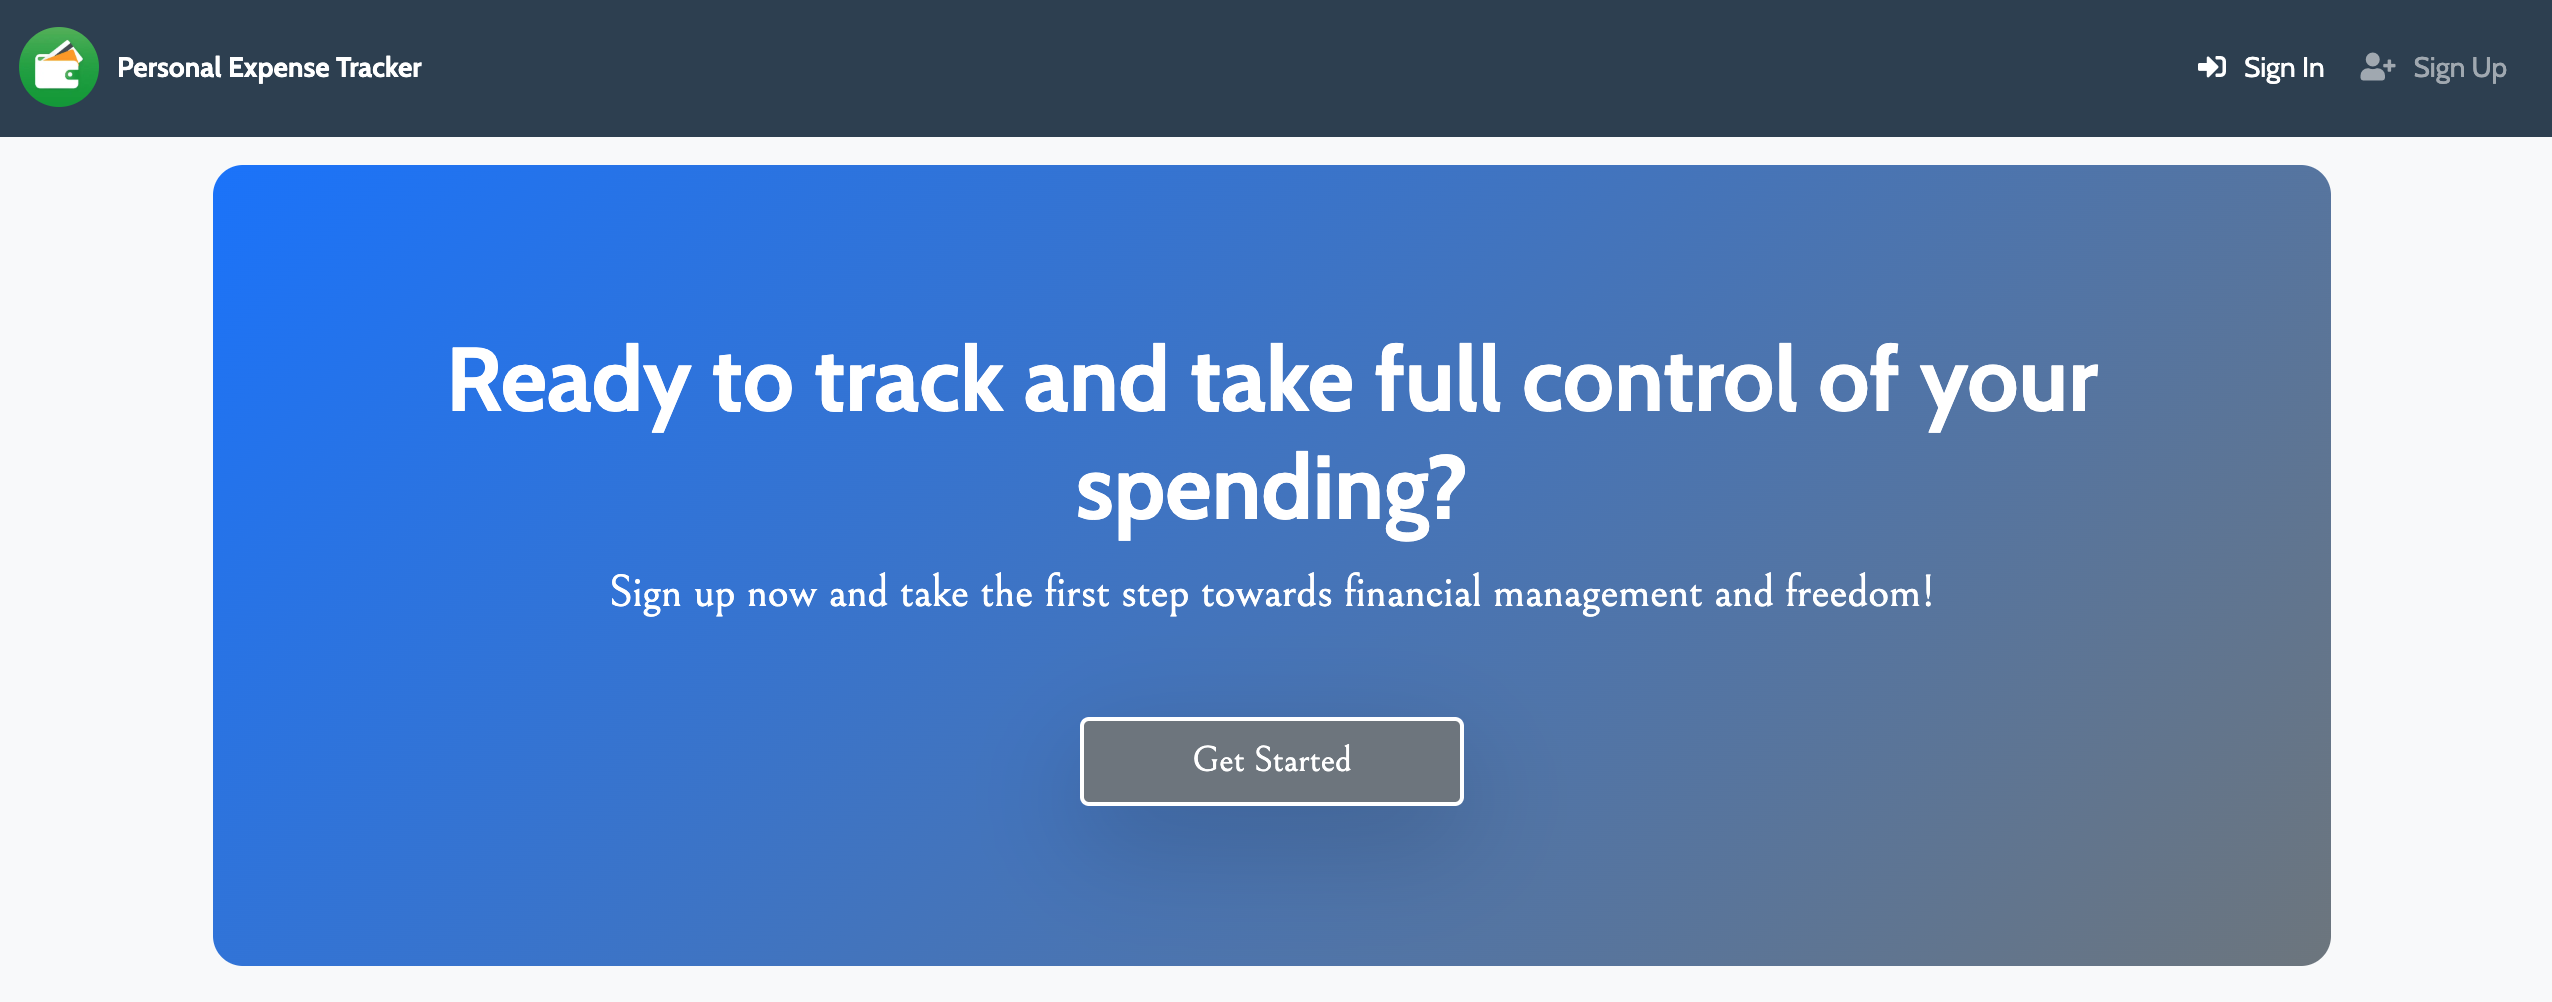 Personal Expense Tracker
Sign In
Sign Up
Ready to track and take full control of your
spending?
Sign up now and take the first step towards financial management and freedom!
Get Started